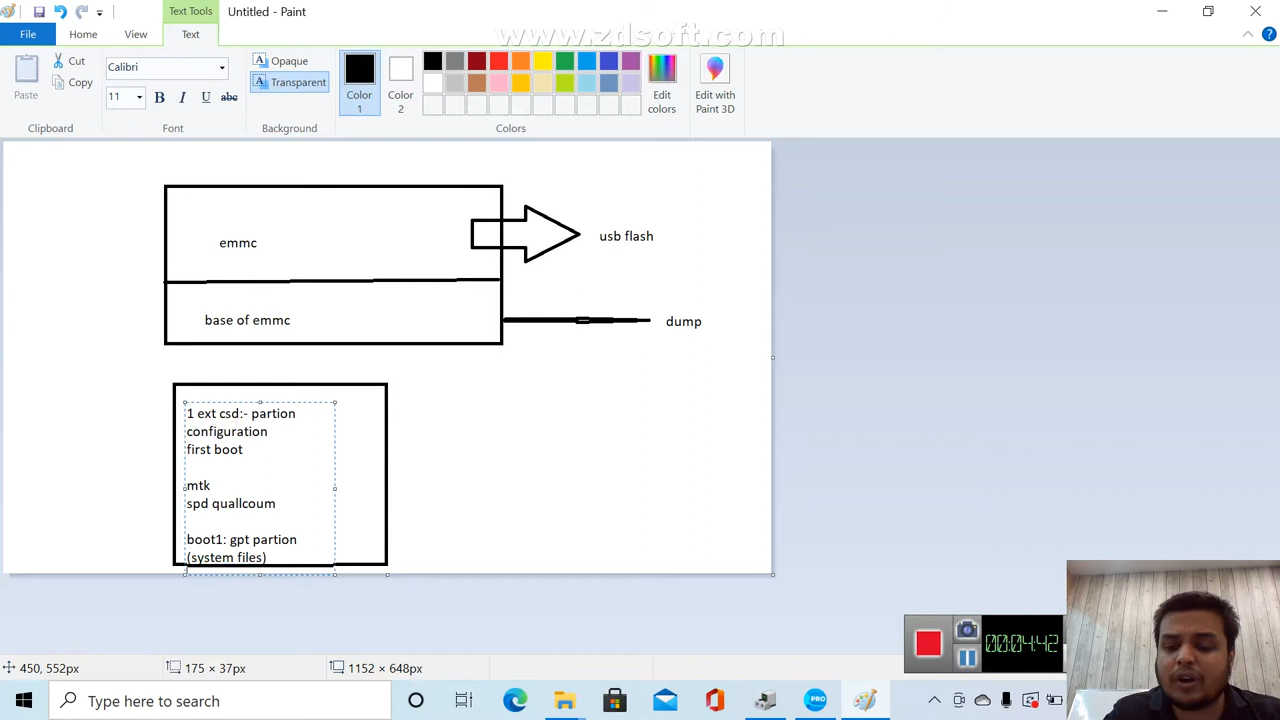 Text Tools
Untitled - Paint
www.zdsoft.com
File
Home
View
Text
Paste
Cut
Copy
Clipboard
Calibri
11
B I U abc
Font
Opaque
Transparent
Background
Color 1
Color 2
Edit colors
Colors
Edit with Paint 3D
emmc
usb flash
base of emmc
dump
1 ext csd:- partion
configuration
first boot
mtk
spd quallcoum
boot1: gpt partion
(system files)
00:04:42
450, 552px
175 × 37px
1152 × 648px
Type here to search
PRO